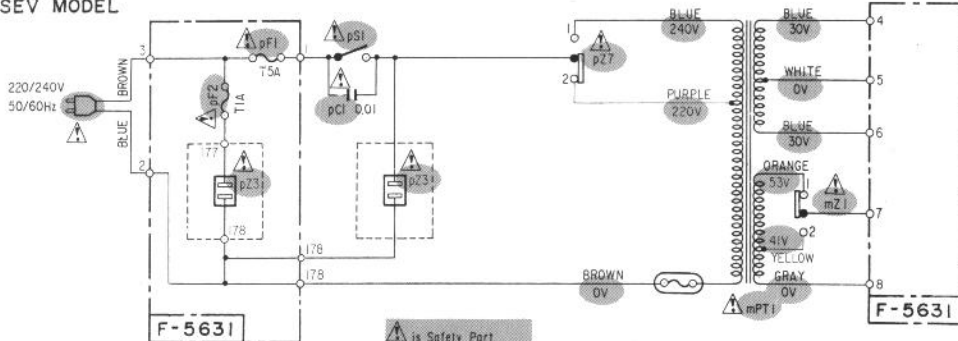 SEV MODEL
220/240V
50/60Hz
BROWN
BLUE
3
2
pF1
T5A
1
pF2
T1A
177
pZ3
178
178
178
F-5631
pS1
pC1 0.01
pZ31
1
pZ7
2
BLUE
240V
PURPLE
220V
BROWN
0V
mPT1
BLUE
30V
4
WHITE
0V
5
BLUE
30V
6
ORANGE
53V
1
mZ1
7
2
41V
YELLOW
GRAY
0V
8
F-5631
is Safety Part